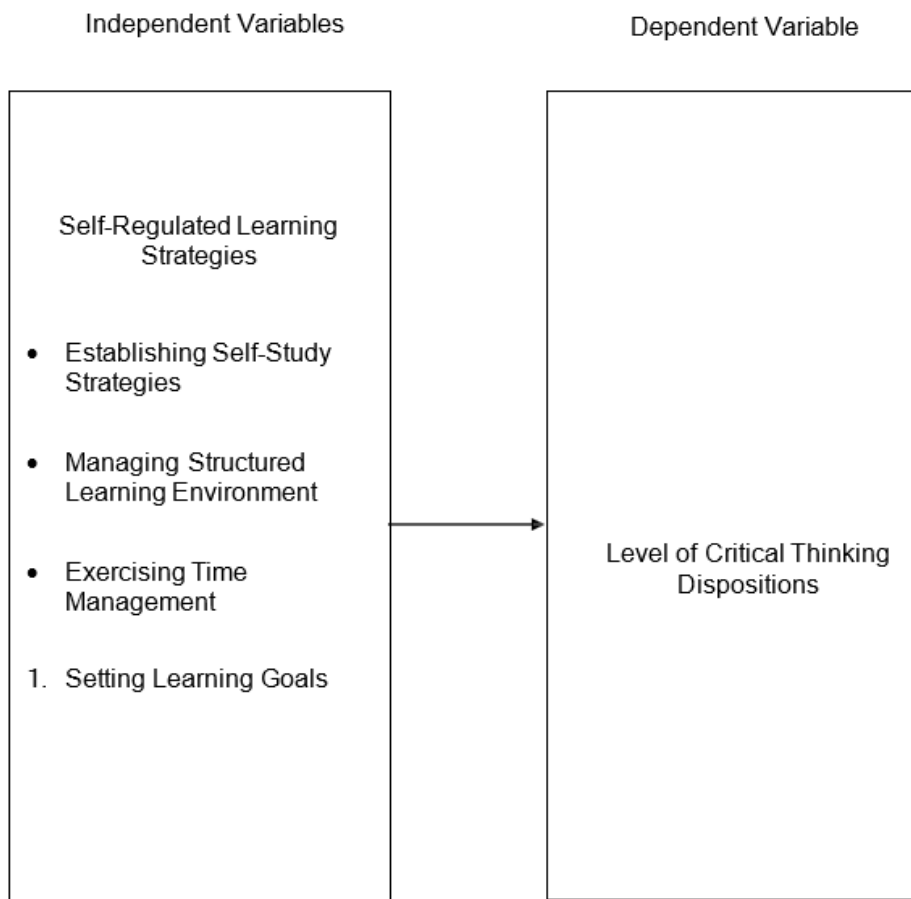 Independent Variables
Dependent Variable
Self-Regulated Learning
Strategies
• Establishing Self-Study
Strategies
• Managing Structured
Learning Environment
• Exercising Time
Management
1. Setting Learning Goals
Level of Critical Thinking
Dispositions